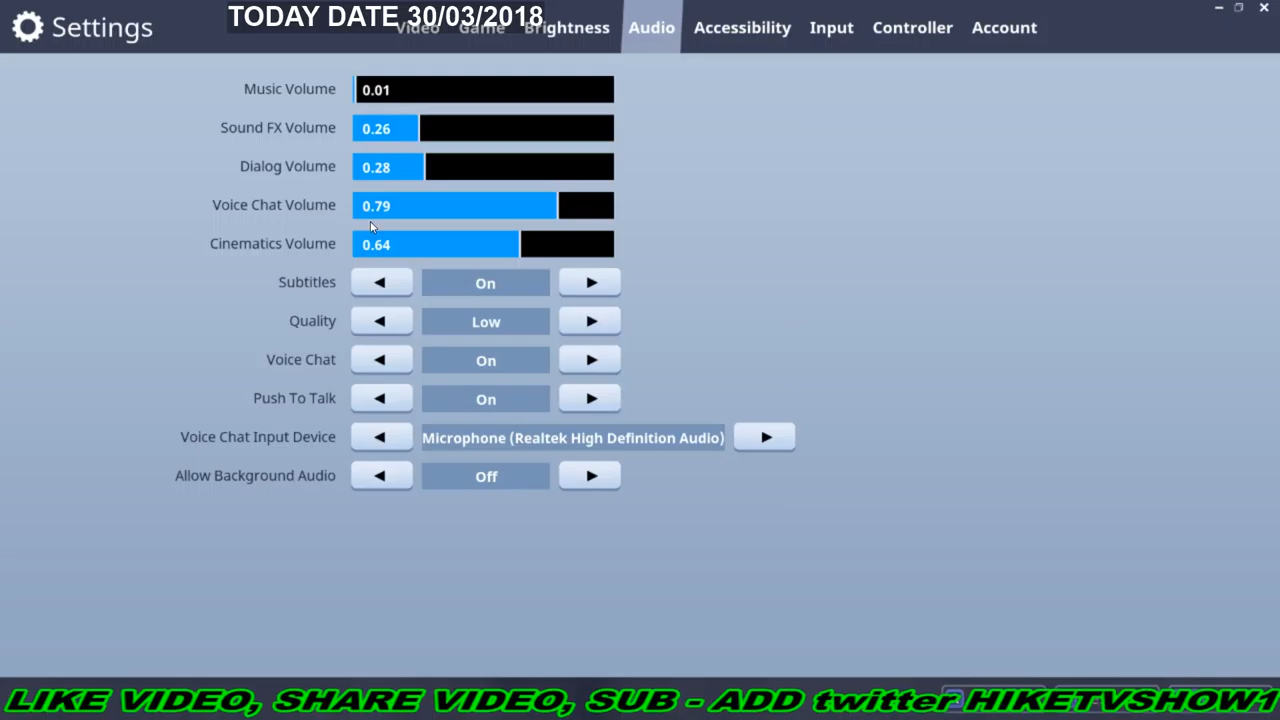 TODAY DATE 30/03/2018
Settings
Video Game Brightness Audio Accessibility Input Controller Account
Music Volume 0.01
Sound FX Volume 0.26
Dialog Volume 0.28
Voice Chat Volume 0.79
Cinematics Volume 0.64
Subtitles On
Quality Low
Voice Chat On
Push To Talk On
Voice Chat Input Device Microphone (Realtek High Definition Audio)
Allow Background Audio Off
LIKE VIDEO, SHARE VIDEO, SUB - ADD twitter HIKETVSHOW1